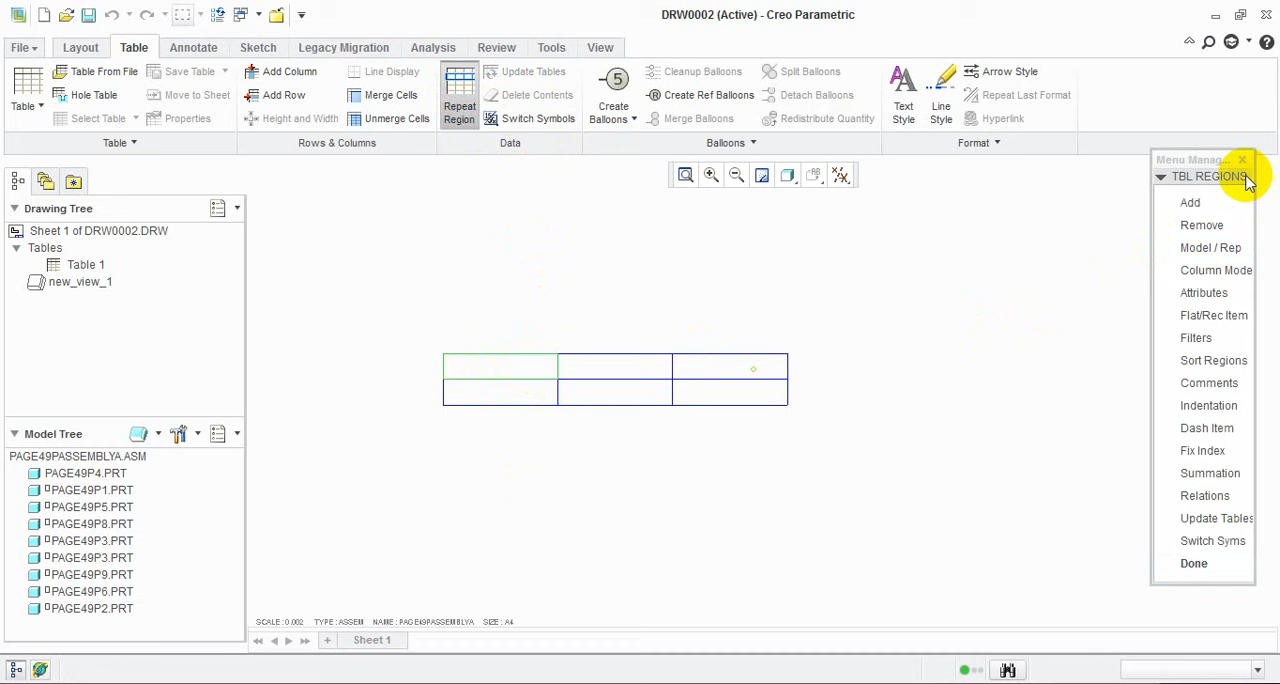 DRW0002 (Active) - Creo Parametric
File
Layout
Table
Annotate
Sketch
Legacy Migration
Analysis
Review
Tools
View
Table
Table From File
Hole Table
Select Table
Save Table
Move to Sheet
Properties
Table
Add Column
Add Row
Height and Width
Line Display
Merge Cells
Unmerge Cells
Rows & Columns
Repeat
Region
Update Tables
Delete Contents
Switch Symbols
Data
5
Create
Balloons
Cleanup Balloons
Create Ref Balloons
Merge Balloons
Split Balloons
Detach Balloons
Redistribute Quantity
Balloons
Text
Style
Line
Style
Arrow Style
Repeat Last Format
Hyperlink
Format
Menu Manag...
TBL REGIONS
Add
Remove
Model / Rep
Column Mode
Attributes
Flat/Rec Item
Filters
Sort Regions
Comments
Indentation
Dash Item
Fix Index
Summation
Relations
Update Tables
Switch Syms
Done
Drawing Tree
Sheet 1 of DRW0002.DRW
Tables
Table 1
new_view_1
Model Tree
PAGE49PASSEMBLYA.ASM
PAGE49P4.PRT
PAGE49P1.PRT
PAGE49P5.PRT
PAGE49P8.PRT
PAGE49P3.PRT
PAGE49P3.PRT
PAGE49P9.PRT
PAGE49P6.PRT
PAGE49P2.PRT
SCALE : 0.002 TYPE : ASSEM NAME : PAGE49PASSEMBLYA SIZE : A4
Sheet 1